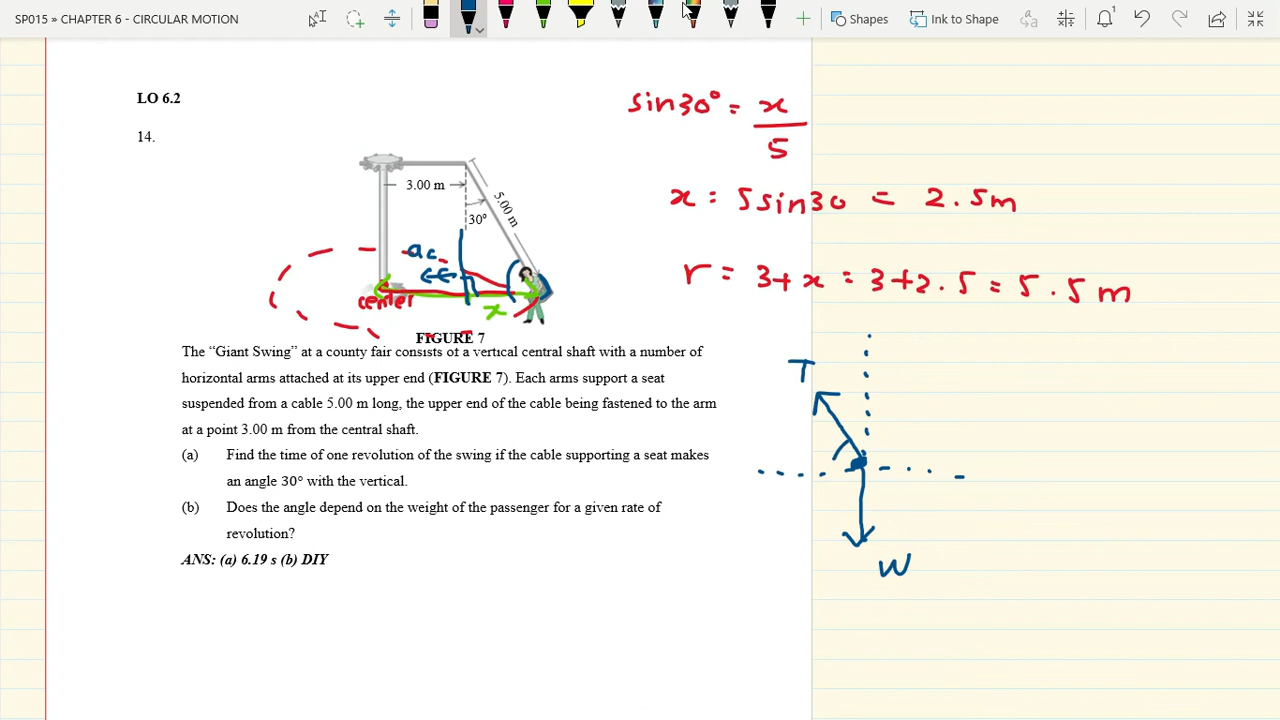 SP015 » CHAPTER 6 - CIRCULAR MOTION
Shapes
Ink to Shape
LO 6.2
14.
3.00 m
5.00 m
30°
ac
center
x
FIGURE 7
The “Giant Swing” at a county fair consists of a vertical central shaft with a number of
horizontal arms attached at its upper end (FIGURE 7). Each arms support a seat
suspended from a cable 5.00 m long, the upper end of the cable being fastened to the arm
at a point 3.00 m from the central shaft.
(a) Find the time of one revolution of the swing if the cable supporting a seat makes
an angle 30° with the vertical.
(b) Does the angle depend on the weight of the passenger for a given rate of
revolution?
ANS: (a) 6.19 s (b) DIY
sin30° = x
5
x = 5sin30 = 2.5m
r = 3+x = 3+2.5 = 5.5m
T
W